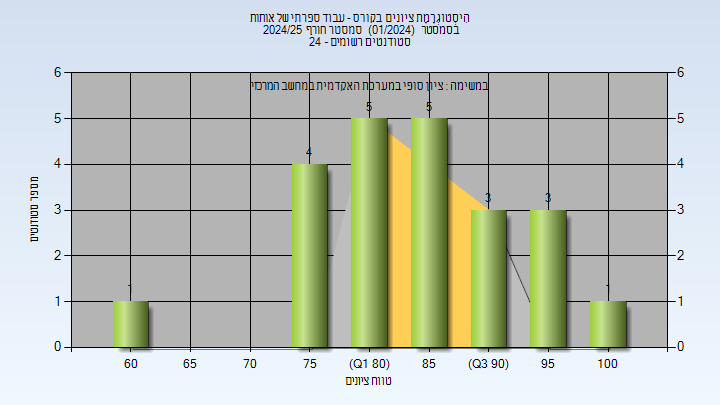 היסטוגרמת ציונים בקורס - עבוד ספרתי של אותות
בסמסטר (01/2024) סמסטר חורף 2024/25
סטודנטים רשומים - 24
במשימה : ציון סופי במערכת האקדמית במחשב המרכזי
מספר סטודנטים
6 6
5 5
4 4
3 3
2 2
1 1
0 0
1 4 5 5 3 3 1
60 65 70 75 (Q1 80) 85 (Q3 90) 95 100
טווח ציונים